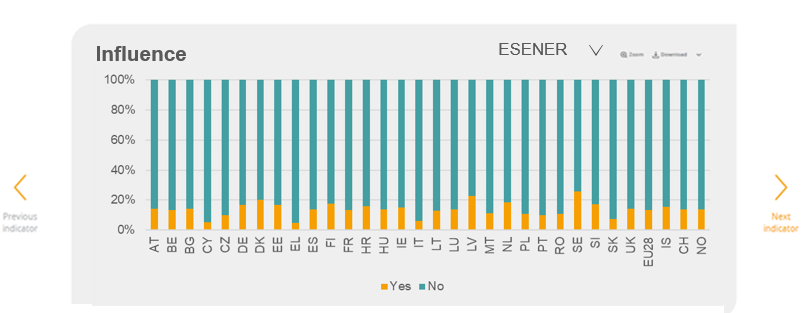 Influence
ESENER
Zoom
Download
100%
80%
60%
40%
20%
0%
AT BE BG CY CZ DE DK EE EL ES FI FR HR HU IE IT LT LU LV MT NL PL PT RO SE SI SK UK EU28 IS CH NO
Yes No
Previous
indicator
Next
indicator